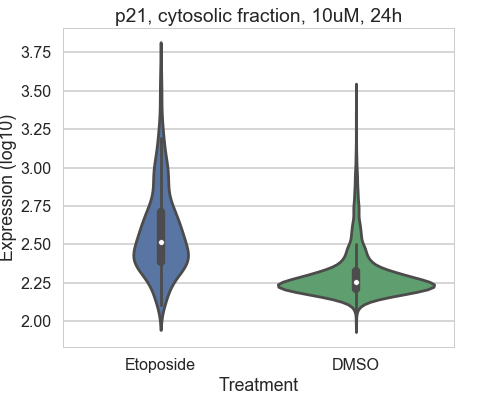 p21, cytosolic fraction, 10uM, 24h
3.75
3.50
3.25
3.00
2.75
2.50
2.25
2.00
Expression (log10)
Etoposide DMSO
Treatment